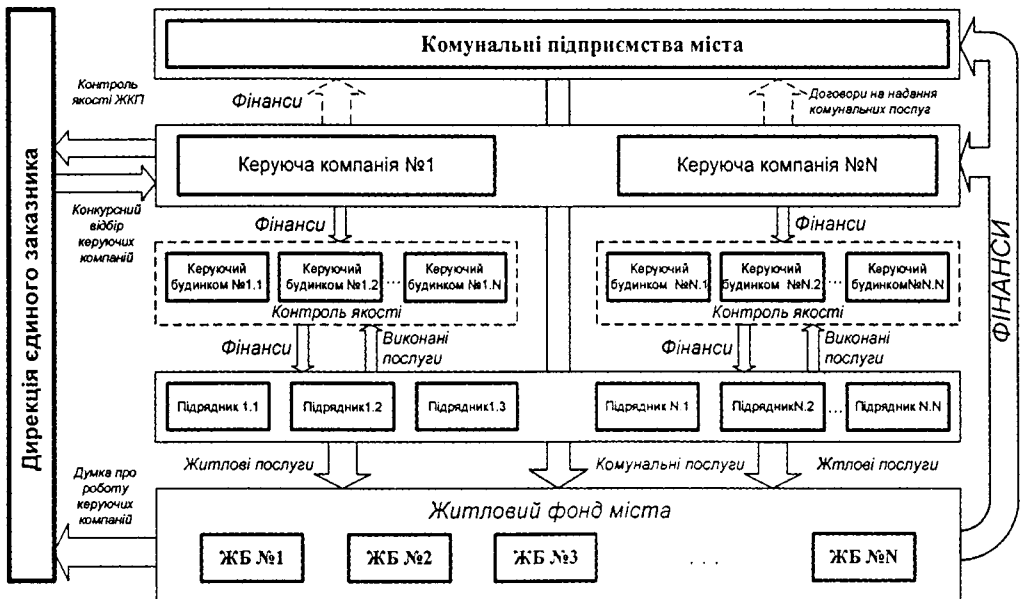 Дирекція єдиного заказника
Комунальні підприємства міста
Контроль
якості ЖКП
Фінанси
Договори на надання
комунальних послуг
Керуюча компанія №1
Керуюча компанія №N
Конкурсний
відбір
керуючих
компаній
Фінанси
Фінанси
Керуючий
будинком №1.1
Керуючий
будинком №1.2
...
Керуючий
будинком №1.N
Контроль якості
Керуючий
будинком №N.1
Керуючий
будинком №N.2
...
Керуючий
будинком№N.N
Контроль якості
ФІНАНСИ
Фінанси
Виконані
послуги
Фінанси
Виконані
послуги
Підрядник 1.1
Підрядник1.2
Підрядник1.3
Підрядник N.1
ПідрядникN.2
...
Підрядник N.N
Житлові послуги
Комунальні послуги
Жтлові послуги
Думка про
роботу
керуючих
компаній
Житловий фонд міста
ЖБ №1
ЖБ №2
ЖБ №3
. . .
ЖБ №N